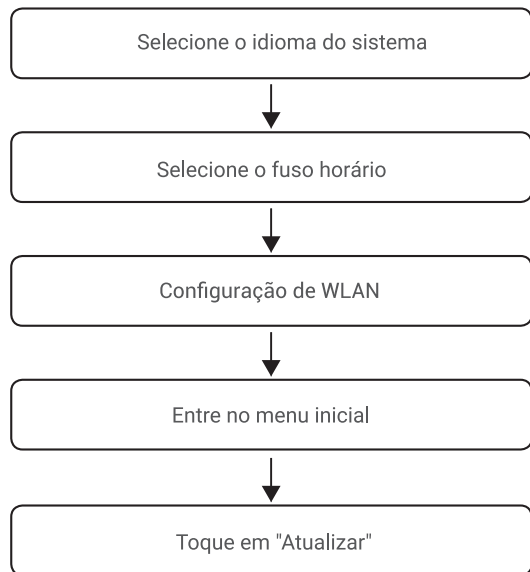 Selecione o idioma do sistema
Selecione o fuso horário
Configuração de WLAN
Entre no menu inicial
Toque em "Atualizar"